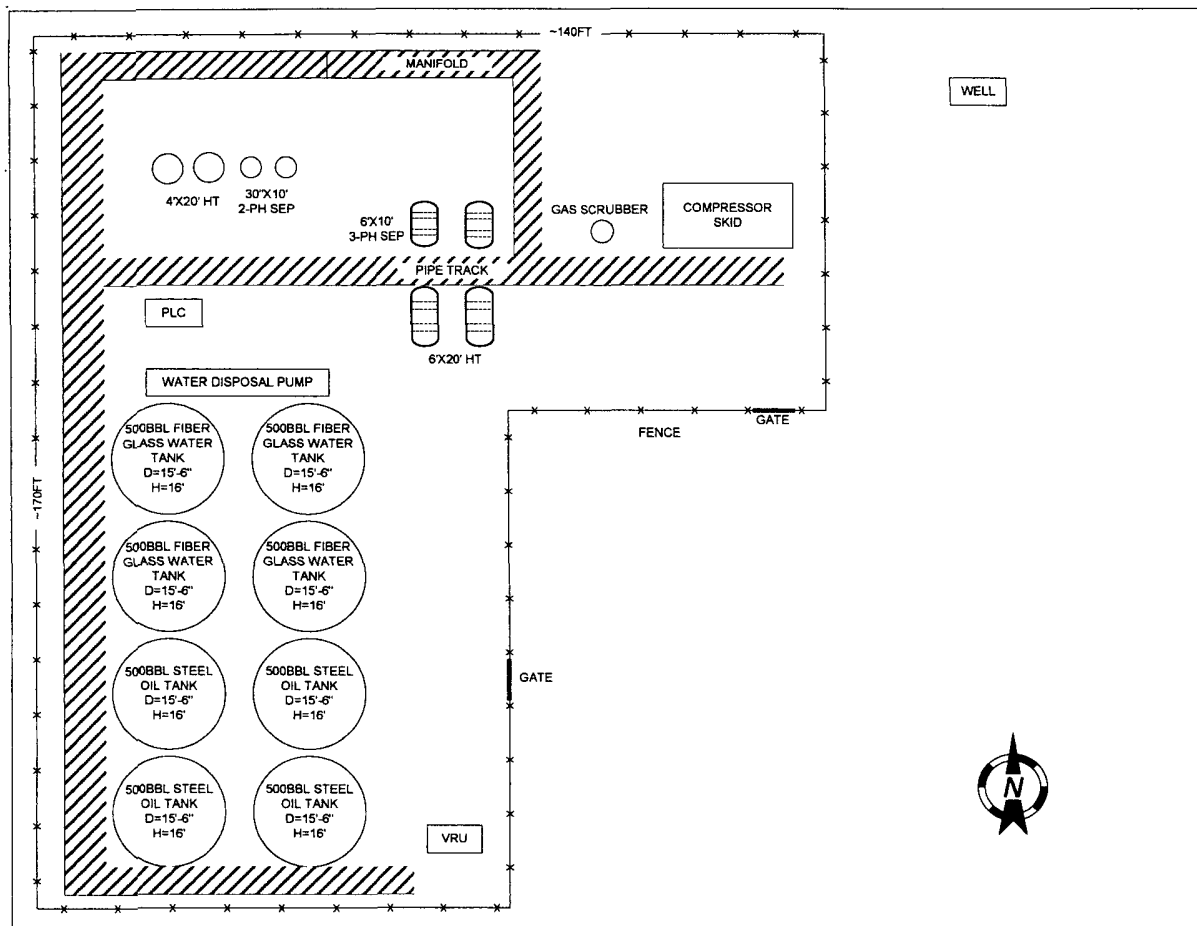 ~140FT
MANIFOLD
WELL
4'X20' HT
30"X10'
2-PH SEP
6'X10'
3-PH SEP
GAS SCRUBBER
COMPRESSOR
SKID
PIPE TRACK
PLC
6'X20' HT
WATER DISPOSAL PUMP
FENCE
GATE
500BBL FIBER
GLASS WATER
TANK
D=15'-6"
H=16'
500BBL FIBER
GLASS WATER
TANK
D=15'-6"
H=16'
~170FT
500BBL FIBER
GLASS WATER
TANK
D=15'-6"
H=16'
500BBL FIBER
GLASS WATER
TANK
D=15'-6"
H=16'
500BBL STEEL
OIL TANK
D=15'-6"
H=16'
500BBL STEEL
OIL TANK
D=15'-6"
H=16'
GATE
500BBL STEEL
OIL TANK
D=15'-6"
H=16'
500BBL STEEL
OIL TANK
D=15'-6"
H=16'
VRU
N